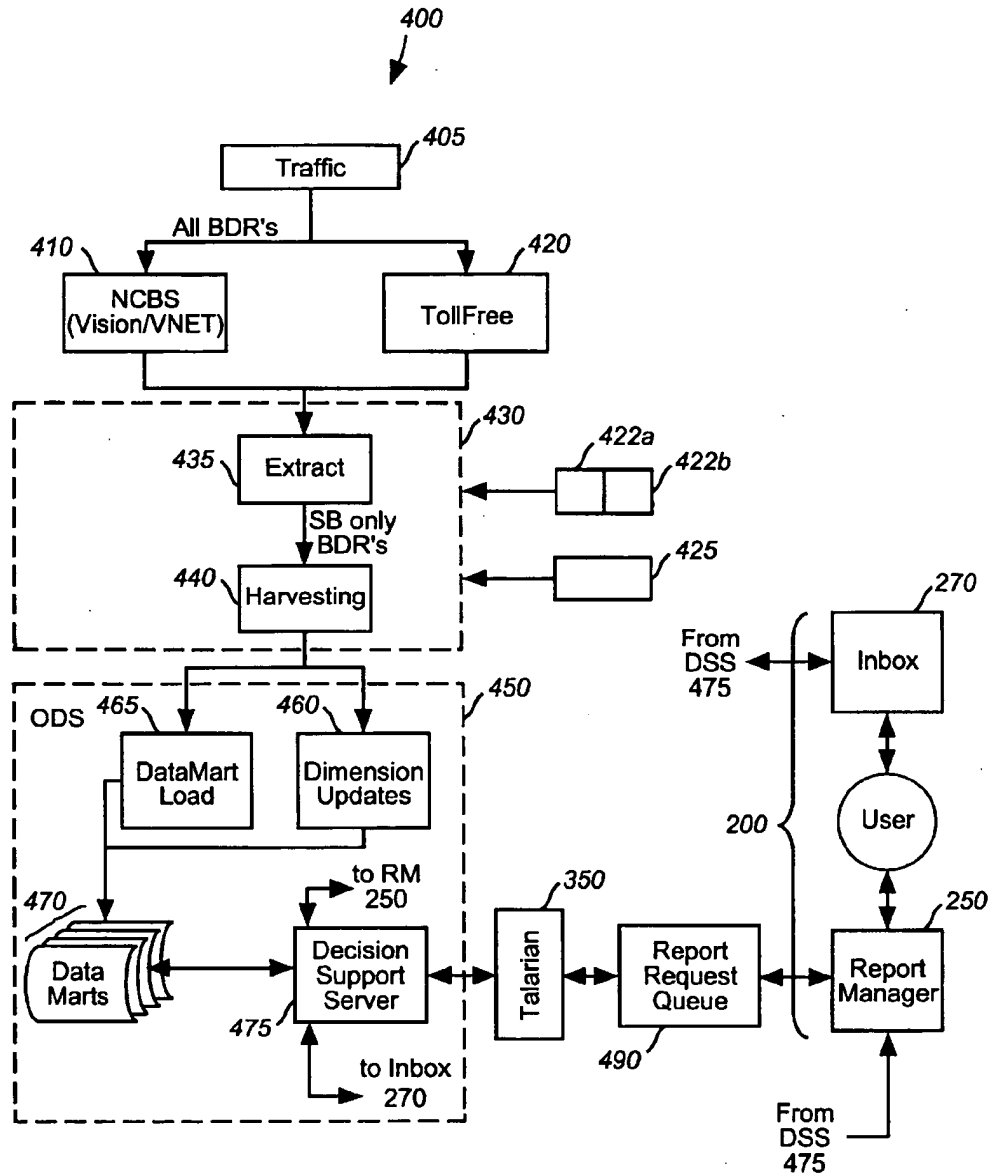 400
405
Traffic
All BDR's
410
420
NCBS
(Vision/VNET)
TollFree
430
435
Extract
422a
422b
SB only
BDR's
425
440
Harvesting
270
From
DSS
475
Inbox
ODS
465
460
450
DataMart
Load
Dimension
Updates
200
User
to RM
250
470
350
250
Data
Marts
Decision
Support
Server
475
Talarian
Report
Request
Queue
490
Report
Manager
to Inbox
270
From
DSS
475